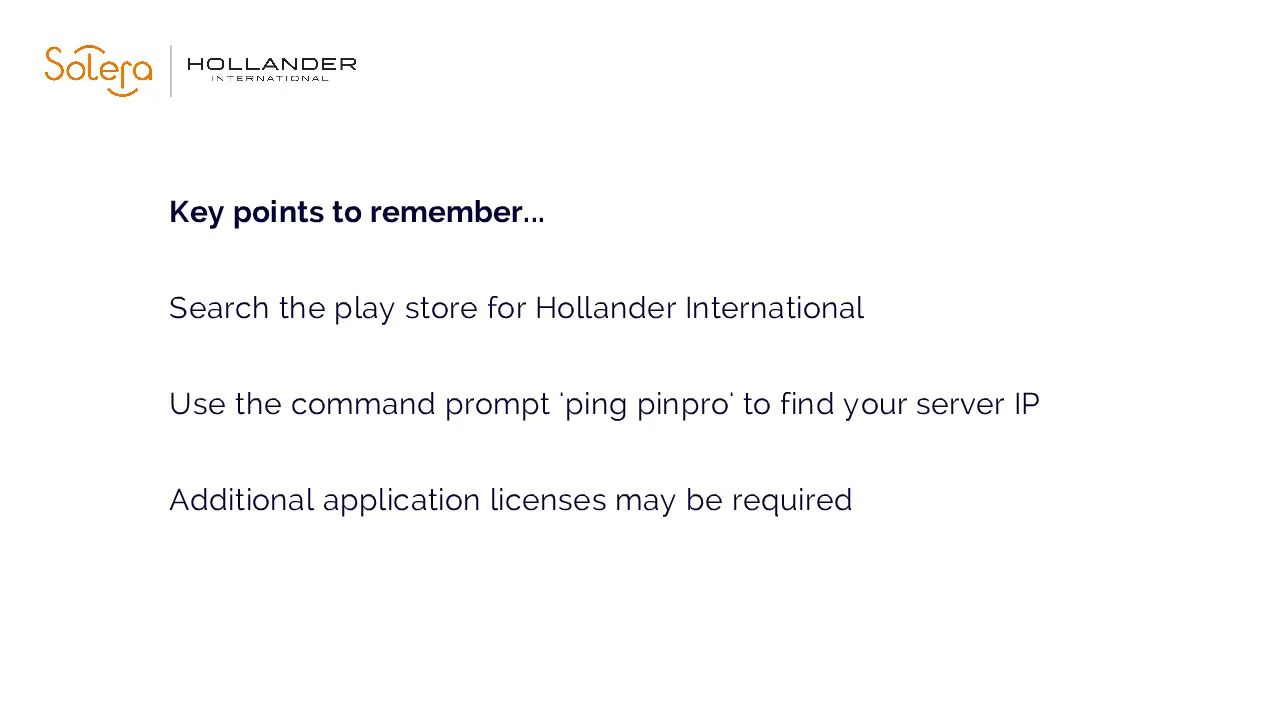 Solera
HOLLANDER
INTERNATIONAL
Key points to remember...
Search the play store for Hollander International
Use the command prompt 'ping pinpro' to find your server IP
Additional application licenses may be required